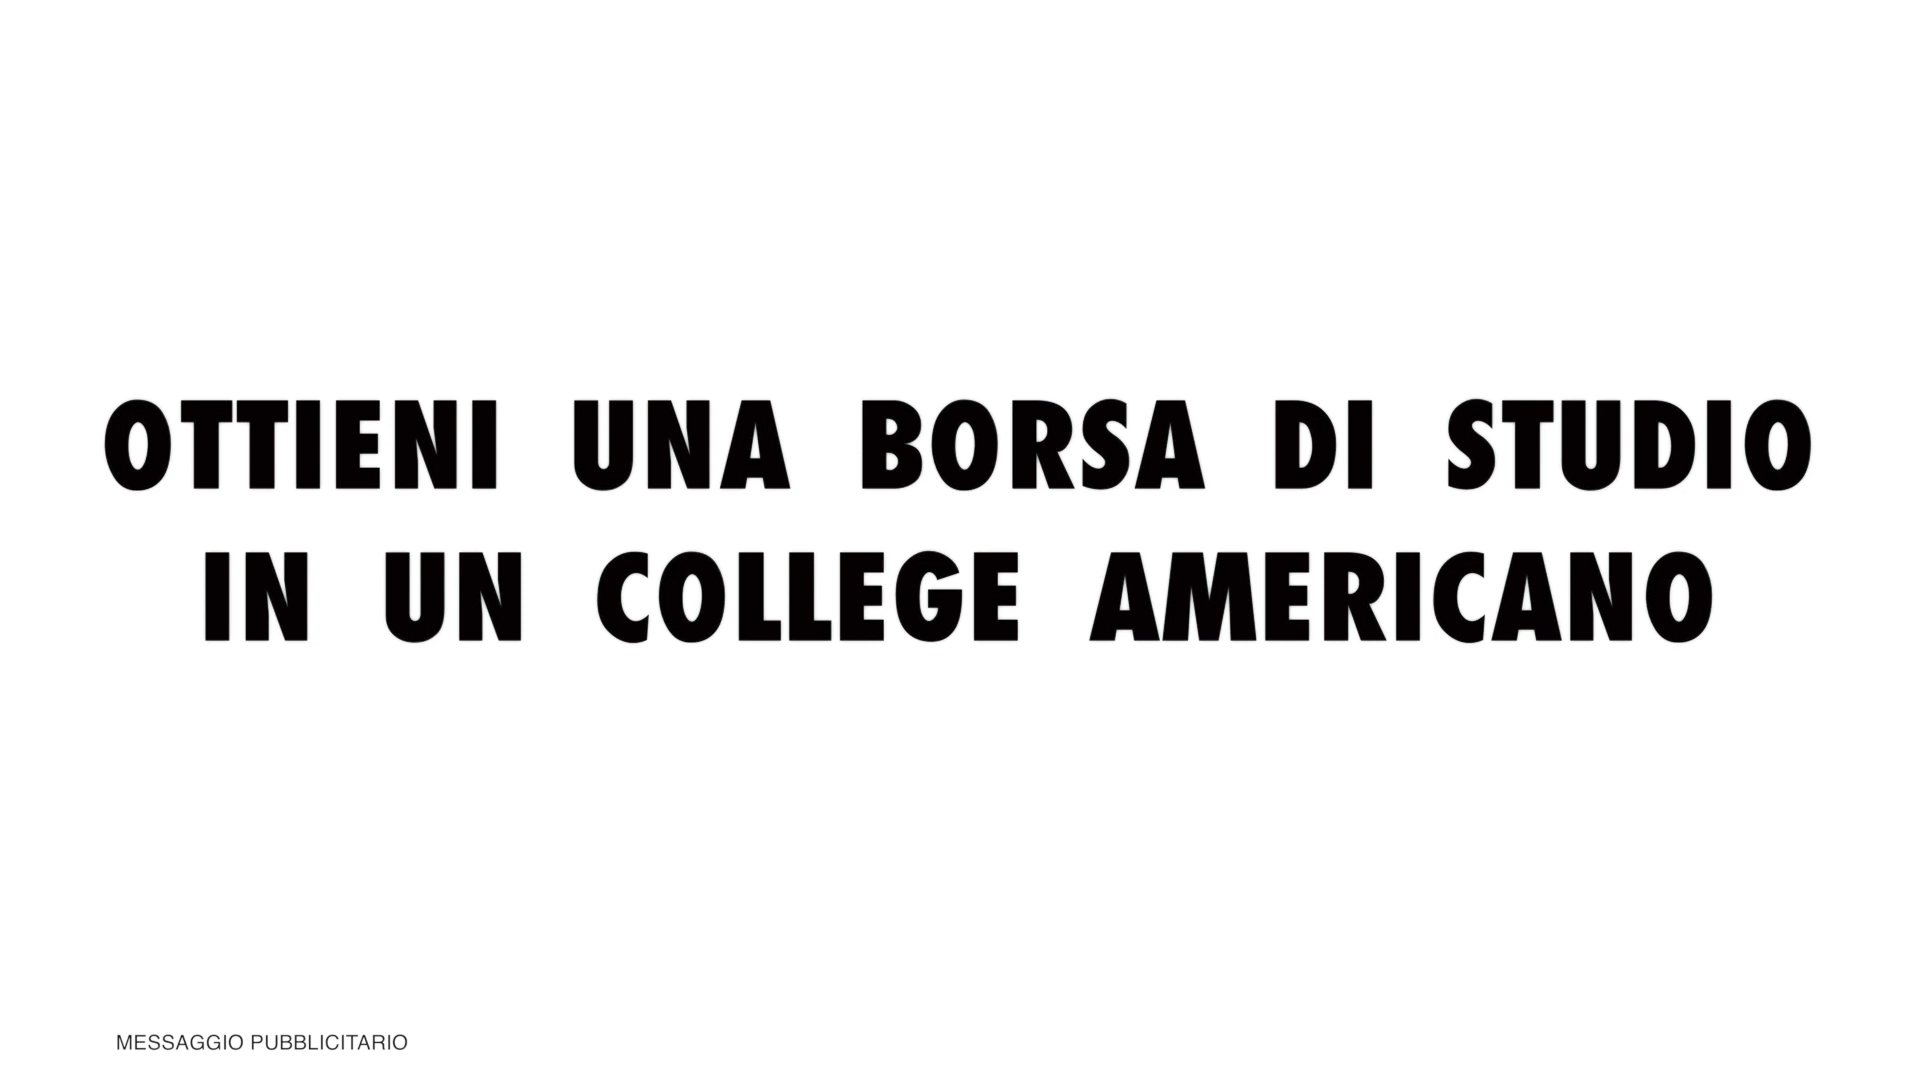 OTTIENI UNA BORSA DI STUDIO
IN UN COLLEGE AMERICANO
MESSAGGIO PUBBLICITARIO